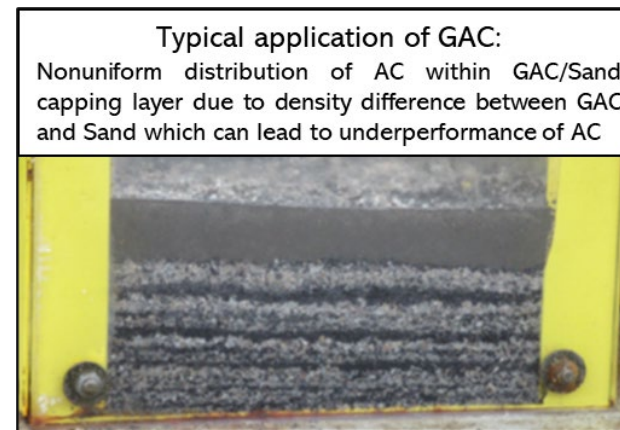 Typical application of GAC:
Nonuniform distribution of AC within GAC/Sand
capping layer due to density difference between GAC
and Sand which can lead to underperformance of AC